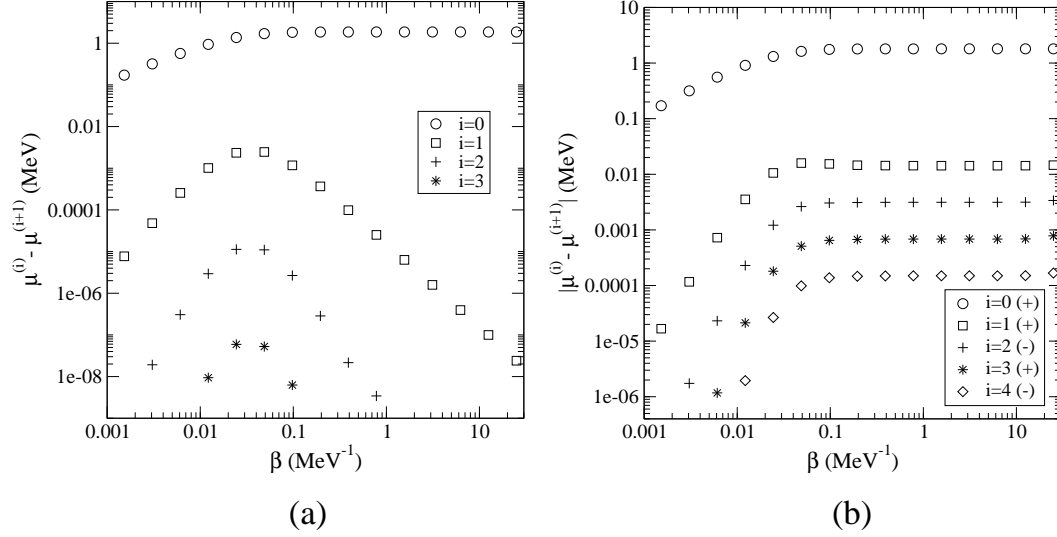 1
0.01
0.0001
1e-06
1e-08
μ^(i) - μ^(i+1) (MeV)
i=0
i=1
i=2
i=3
0.001 0.01 0.1 1 10
β (MeV^-1)
(a)
10
1
0.1
0.01
0.001
0.0001
1e-05
1e-06
|μ^(i) - μ^(i+1)| (MeV)
i=0 (+)
i=1 (+)
i=2 (-)
i=3 (+)
i=4 (-)
0.001 0.01 0.1 1 10
β (MeV^-1)
(b)